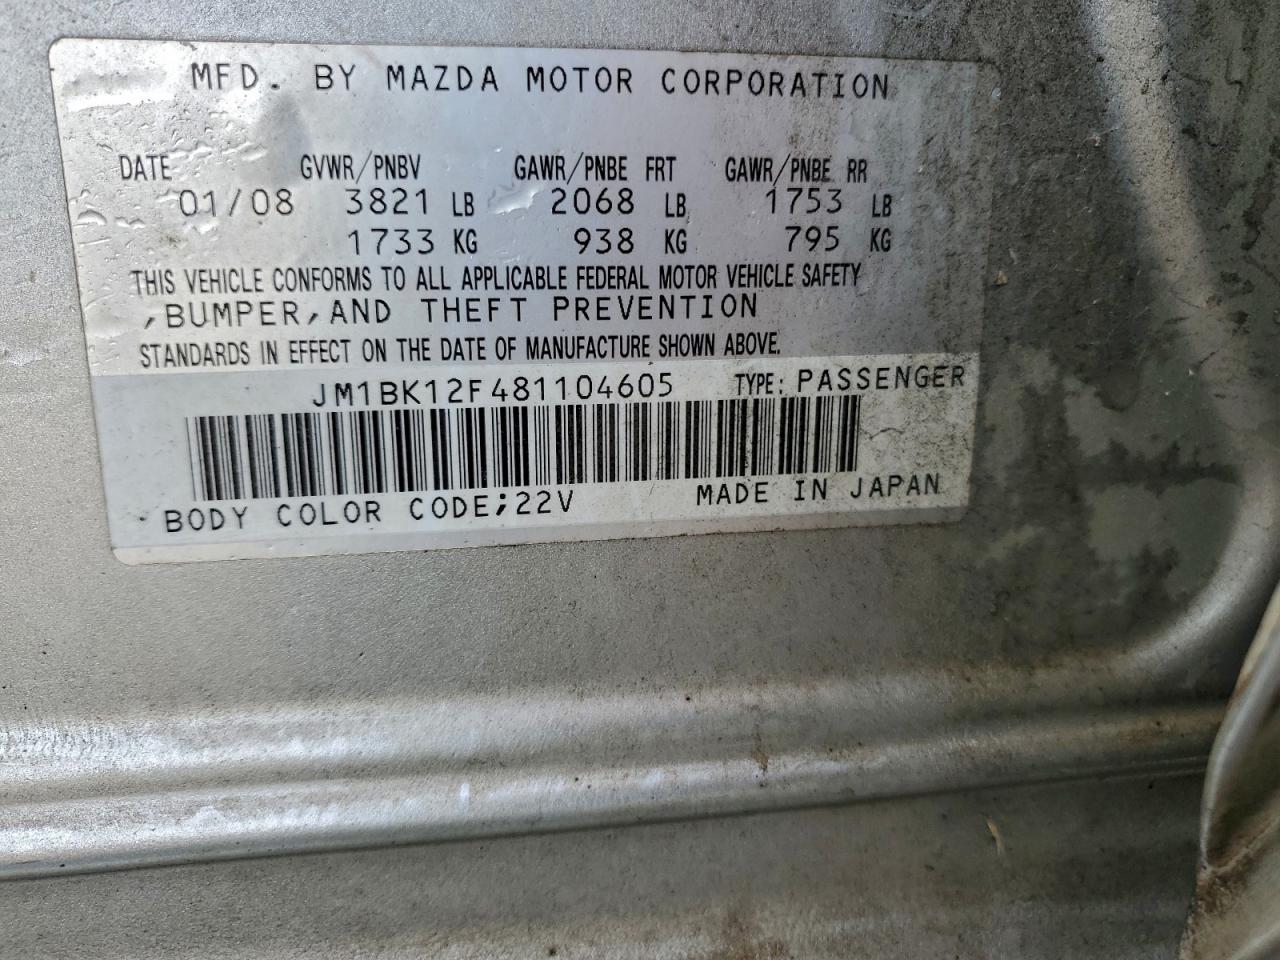 MFD. BY MAZDA MOTOR CORPORATION
DATE GVWR/PNBV GAWR/PNBE FRT GAWR/PNBE RR
01/08 3821 LB 2068 LB 1753 LB
1733 KG 938 KG 795 KG
THIS VEHICLE CONFORMS TO ALL APPLICABLE FEDERAL MOTOR VEHICLE SAFETY
,BUMPER,AND THEFT PREVENTION
STANDARDS IN EFFECT ON THE DATE OF MANUFACTURE SHOWN ABOVE.
JM1BK12F481104605 TYPE: PASSENGER
BODY COLOR CODE;22V MADE IN JAPAN